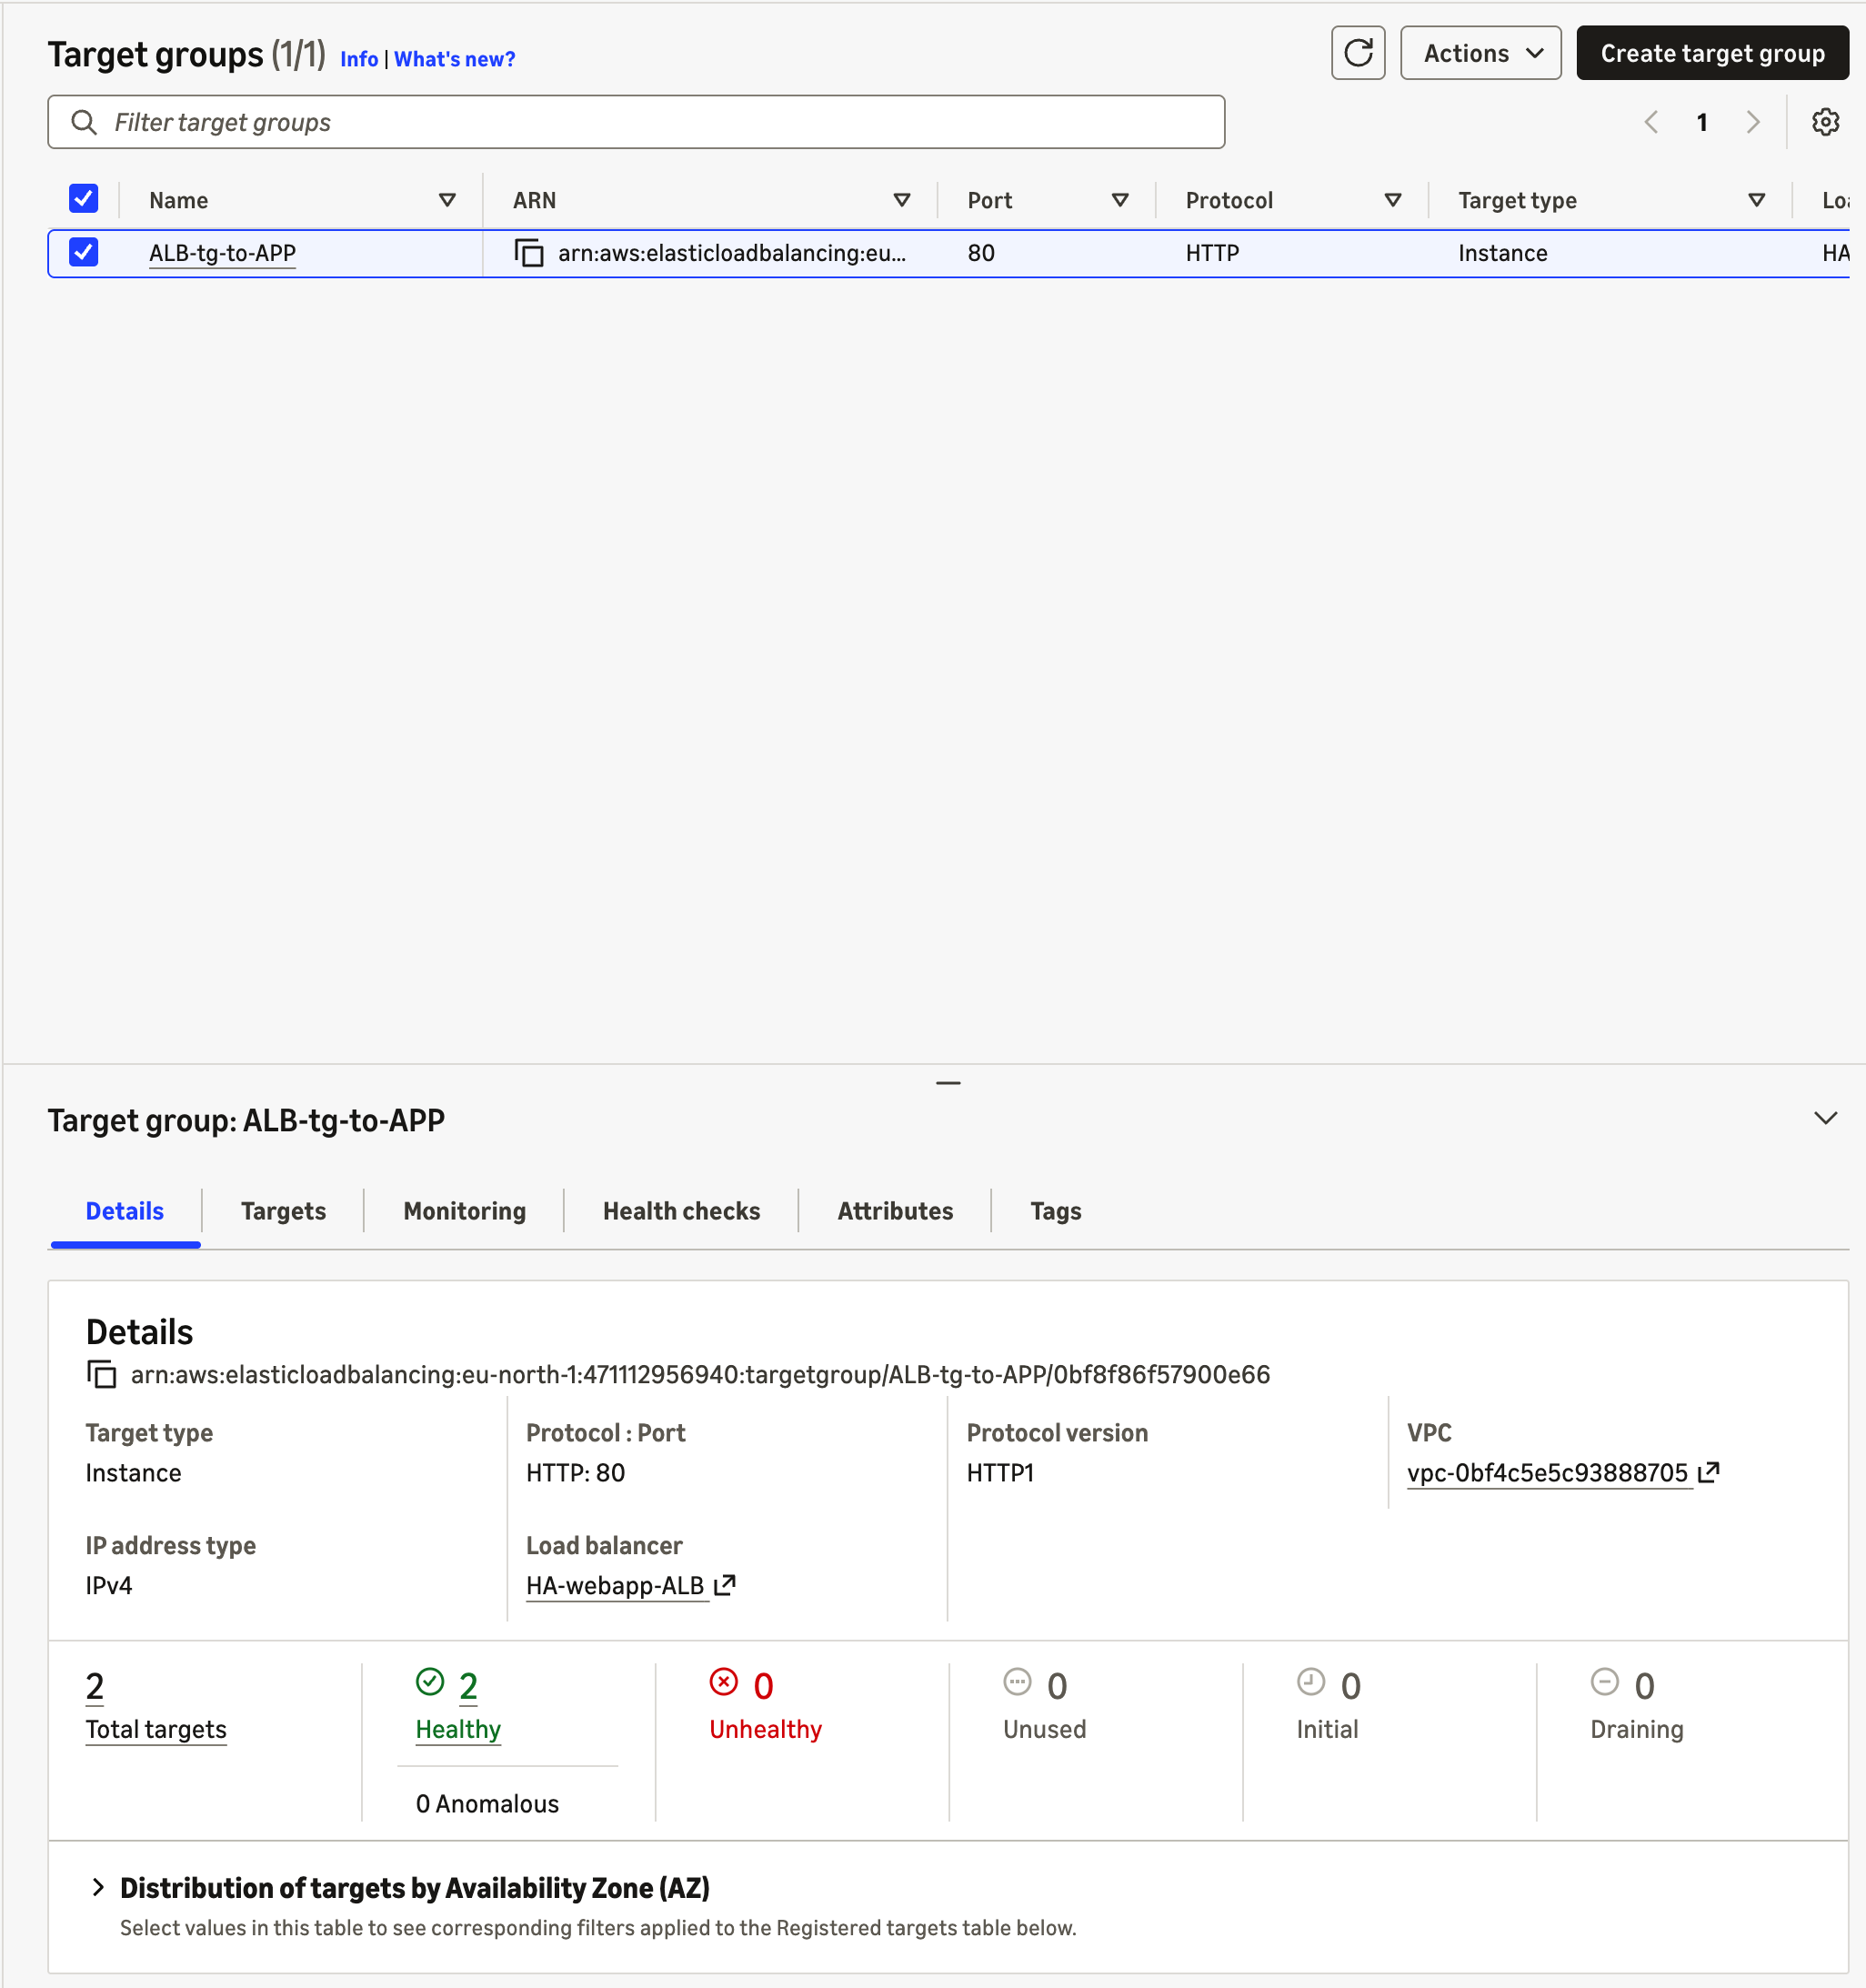 Target groups (1/1) Info | What's new?
Actions
Create target group
Filter target groups
1
Name ARN Port Protocol Target type Loa
ALB-tg-to-APP arn:aws:elasticloadbalancing:eu... 80 HTTP Instance HA
Target group: ALB-tg-to-APP
Details Targets Monitoring Health checks Attributes Tags
Details
arn:aws:elasticloadbalancing:eu-north-1:471112956940:targetgroup/ALB-tg-to-APP/0bf8f86f57900e66
Target type Protocol : Port Protocol version VPC
Instance HTTP: 80 HTTP1 vpc-0bf4c5e5c93888705
IP address type Load balancer
IPv4 HA-webapp-ALB
2 2 0 0 0 0
Total targets Healthy Unhealthy Unused Initial Draining
0 Anomalous
Distribution of targets by Availability Zone (AZ)
Select values in this table to see corresponding filters applied to the Registered targets table below.